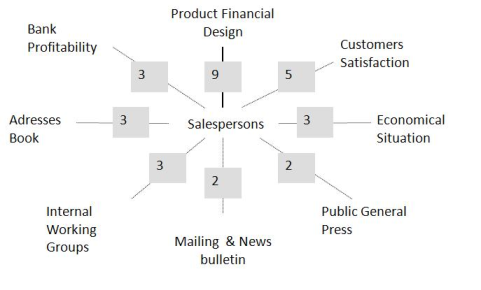 Product Financial
Design
Bank
Profitability
Customers
Satisfaction
3
9
5
Adresses
Book
3
Salespersons
3
Economical
Situation
3
2
2
Internal
Working
Groups
Mailing & News
bulletin
Public General
Press